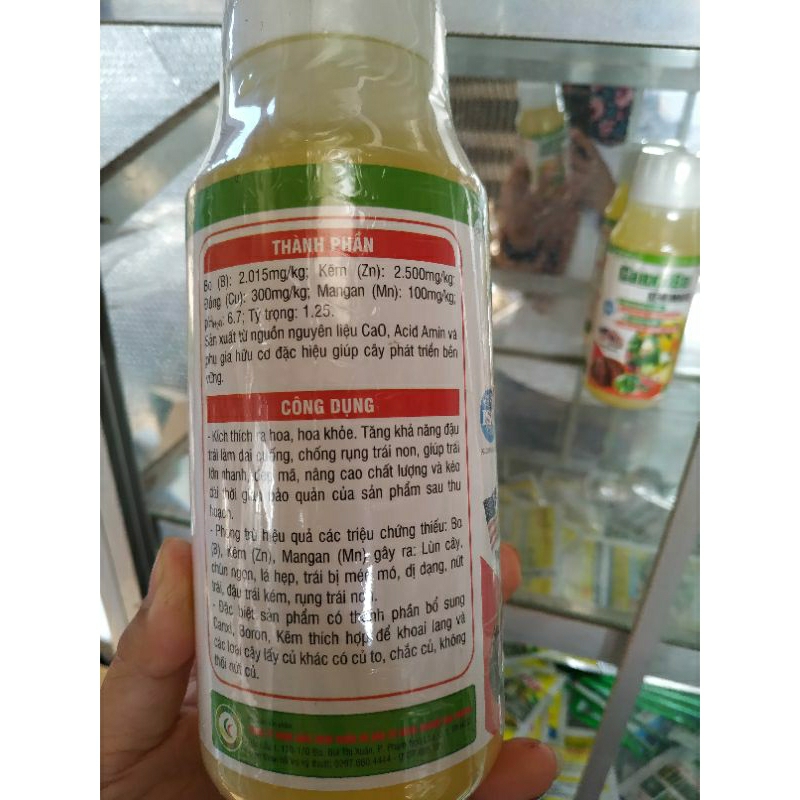 THÀNH PHẦN
Bo (B): 2.015mg/kg; Kẽm (Zn): 2.500mg/kg;
Đồng (Cu): 300mg/kg; Mangan (Mn): 100mg/kg;
6.7; Tỷ trọng: 1.25.
Sản xuất từ nguồn nguyên liệu CaO, Acid Amin và
phụ gia hữu cơ đặc hiệu giúp cây phát triển bền
vững.
CÔNG DỤNG
- Kích thích ra hoa, hoa khỏe. Tăng khả năng đậu
trái làm dai cuống, chống rụng trái non, giúp trái
lớn nhanh, đẹp mã, nâng cao chất lượng và kéo
dài thời gian bảo quản của sản phẩm sau thu
hoạch.
- Phòng trừ hiệu quả các triệu chứng thiếu: Bo
(B), Kẽm (Zn), Mangan (Mn) gây ra: Lùn cây,
chùn ngọn, lá hẹp, trái bị méo mó, dị dạng, nứt
trái, đậu trái kém, rụng trái non.
- Đặc biệt sản phẩm có thành phần bổ sung
Canxi, Boron, Kẽm thích hợp để khoai lang và
các loại cây lấy củ khác có củ to, chắc củ, không
thối nứt củ.
Bùi Thị Xuân, P.